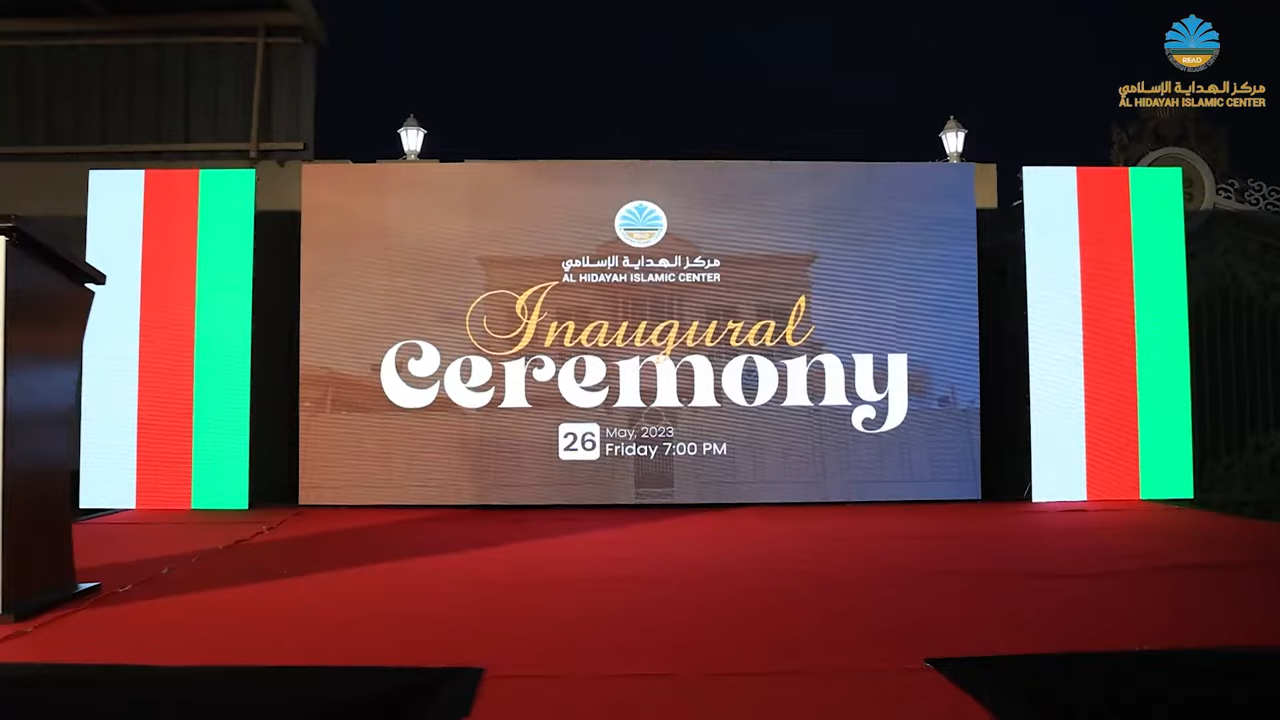 READ
مركز الهداية الإسلامي
AL HIDAYAH ISLAMIC CENTER
مركز الهداية الإسلامي
AL HIDAYAH ISLAMIC CENTER
Inaugural
Ceremony
26
May, 2023
Friday 7:00 PM